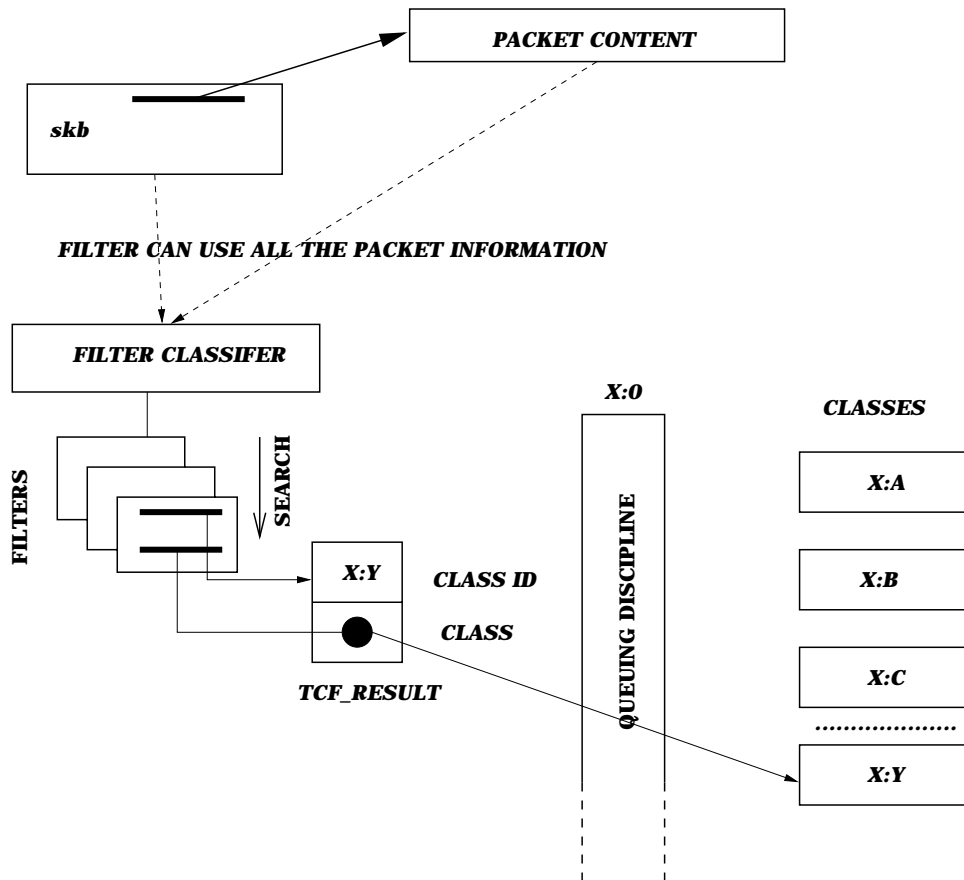 PACKET CONTENT
skb
FILTER CAN USE ALL THE PACKET INFORMATION
FILTER CLASSIFER
X:0
CLASSES
FILTERS
SEARCH
QUEUING DISCIPLINE
X:A
X:B
X:Y
CLASS ID
CLASS
TCF_RESULT
X:C
....................
X:Y